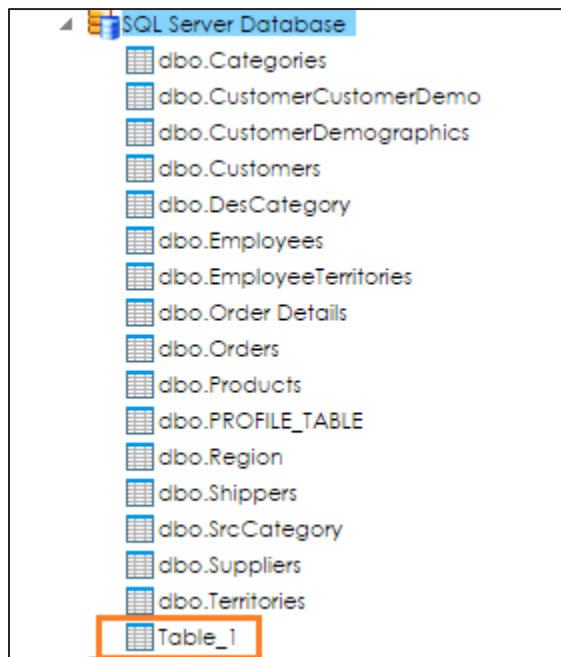 SQL Server Database
dbo.Categories
dbo.CustomerCustomerDemo
dbo.CustomerDemographics
dbo.Customers
dbo.DesCategory
dbo.Employees
dbo.EmployeeTerritories
dbo.Order Details
dbo.Orders
dbo.Products
dbo.PROFILE_TABLE
dbo.Region
dbo.Shippers
dbo.SrcCategory
dbo.Suppliers
dbo.Territories
Table_1